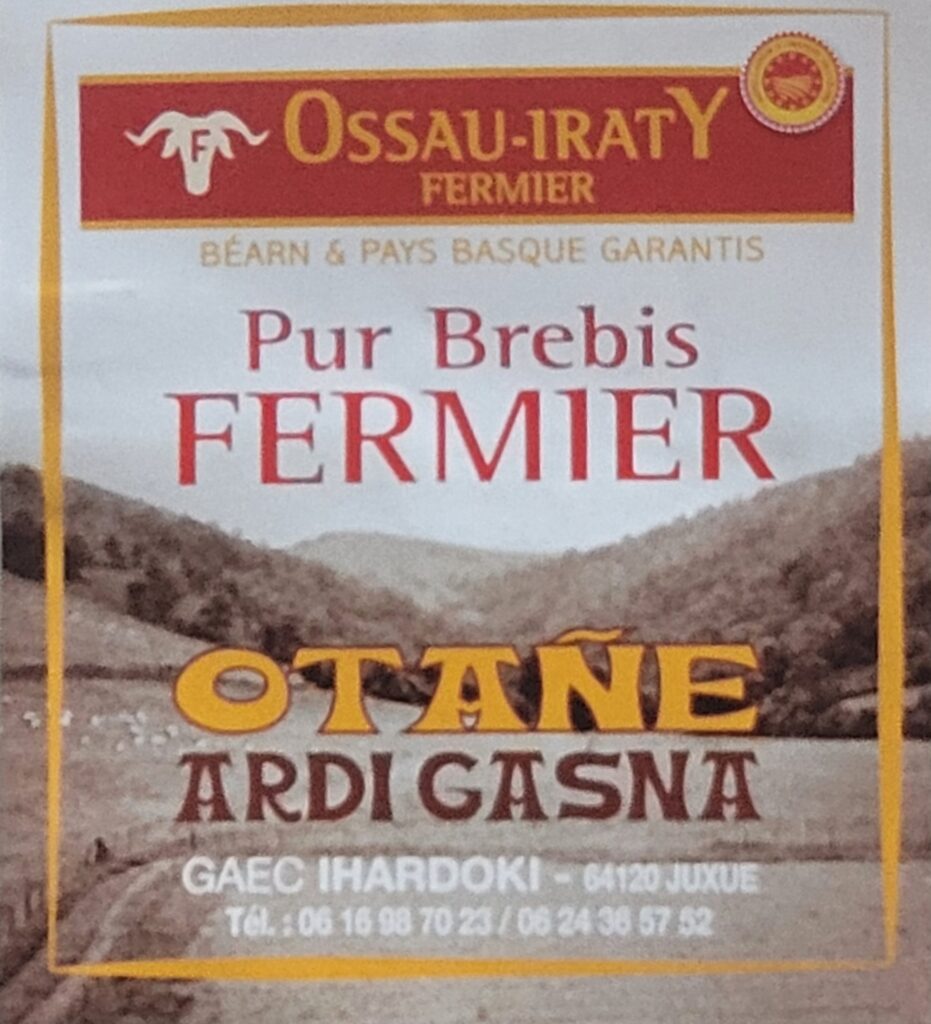 OSSAU-IRATY
FERMIER
BÉARN & PAYS BASQUE GARANTIS
Pur Brebis
FERMIER
OTAÑE
ARDI GASNA
GAEC IHARDOKI - 64120 JUXUE
Tél. : 06 16 98 70 23 / 06 24 36 57 52